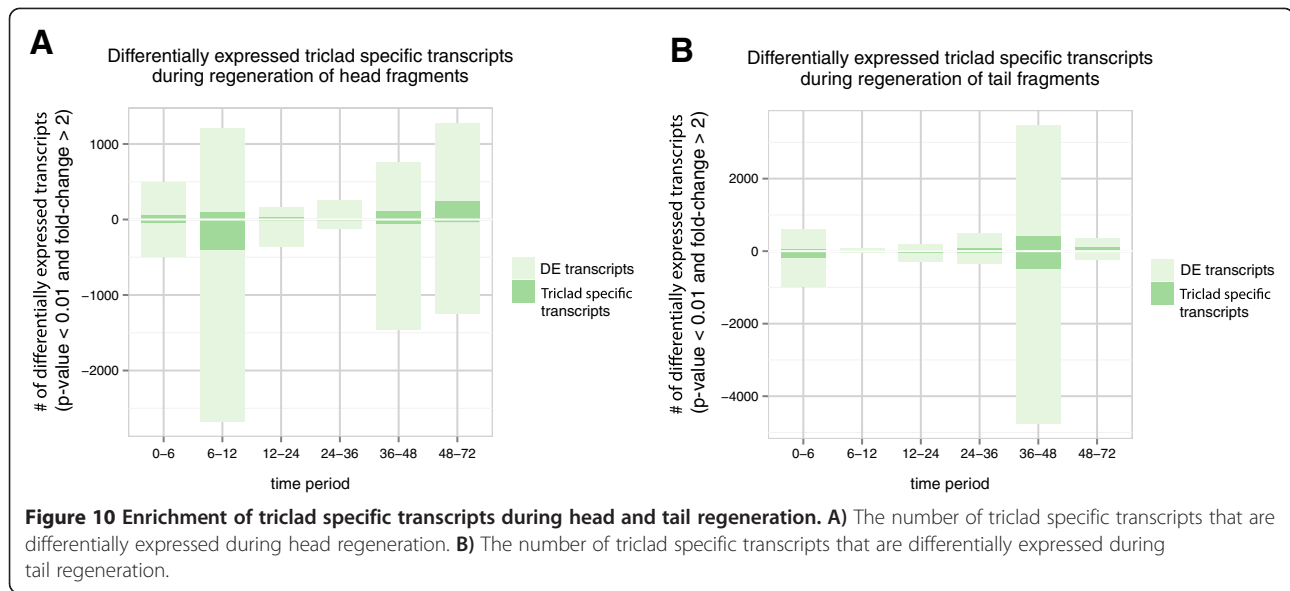 A
Differentially expressed triclad specific transcripts
during regeneration of head fragments
# of differentially expressed transcripts
(p-value < 0.01 and fold-change > 2)
1000
0
−1000
−2000
0−6
6−12
12−24
24−36
36−48
48−72
time period
DE transcripts
Triclad specific
transcripts
B
Differentially expressed triclad specific transcripts
during regeneration of tail fragments
# of differentially expressed transcripts
(p-value < 0.01 and fold-change > 2)
2000
0
−2000
−4000
0−6
6−12
12−24
24−36
36−48
48−72
time period
DE transcripts
Triclad specific
transcripts
Figure 10 Enrichment of triclad specific transcripts during head and tail regeneration. A) The number of triclad specific transcripts that are
differentially expressed during head regeneration. B) The number of triclad specific transcripts that are differentially expressed during
tail regeneration.